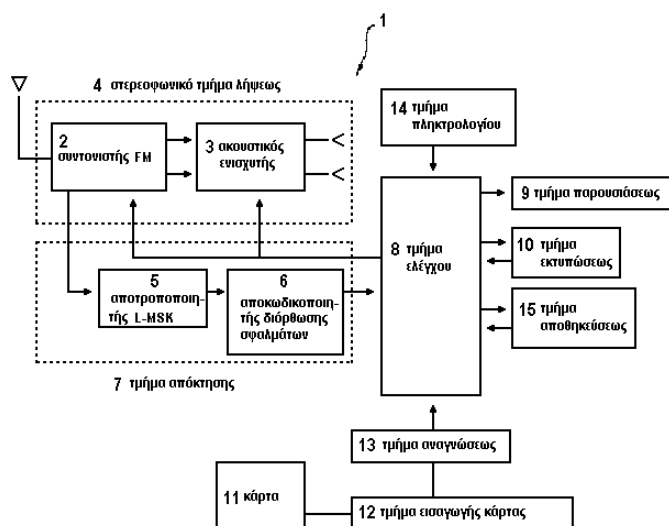 1
4 στερεοφωνικό τμήμα λήψεως
2
συντονιστής FM
3 ακουστικός
ενισχυτής
14 τμήμα
πληκτρολογίου
8 τμήμα
ελέγχου
9 τμήμα παρουσιάσεως
10 τμήμα
εκτυπώσεως
15 τμήμα
αποθηκεύσεως
5
αποτροποποιη-
τής L-MSK
6
αποκωδικοποιη-
τής διόρθωσης
σφαλμάτων
7 τμήμα απόκτησης
13 τμήμα αναγνώσεως
11 κάρτα
12 τμήμα εισαγωγής κάρτας